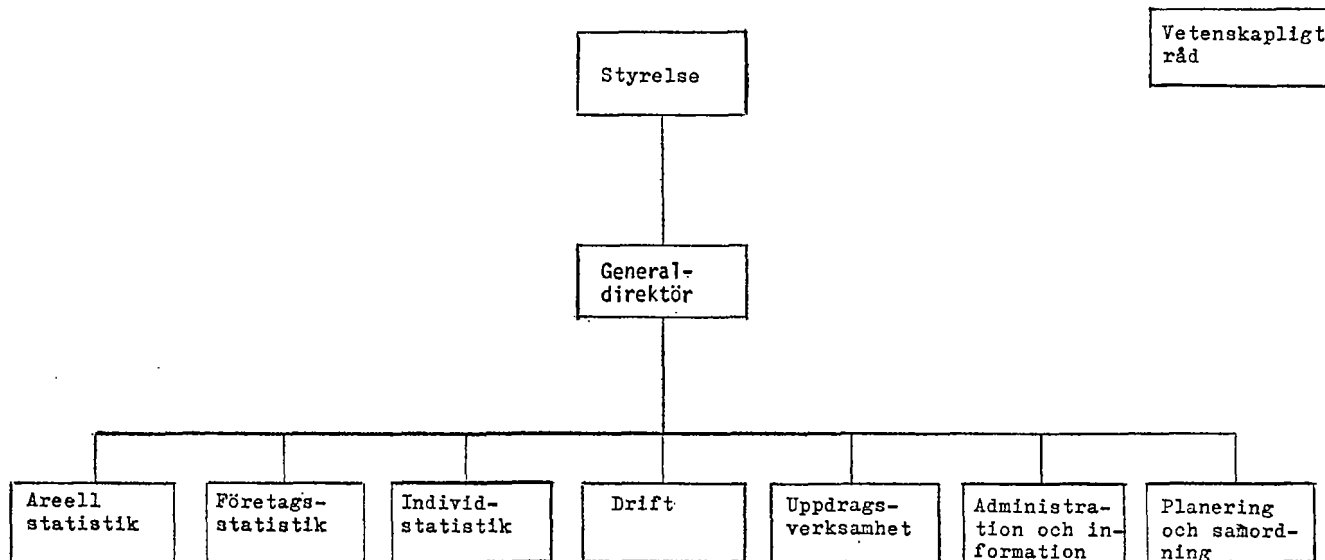 Vetenskapligt
råd
Styrelse
General-
direktör
Areell
statistik
Företags-
statistik
Individ-
statistik
Drift
Uppdrags-
verksamhet
Administra-
tion och in-
formation
Planering
och samord-
ning